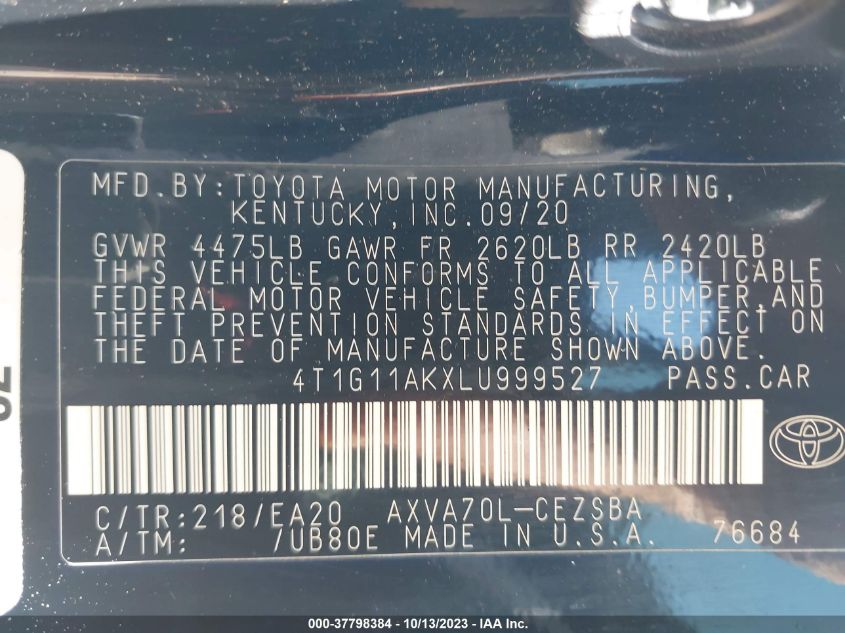 MFD.BY:TOYOTA MOTOR MANUFACTURING,
KENTUCKY,INC.09/20
GVWR 4475LB GAWR FR 2620LB RR 2420LB
THIS VEHICLE CONFORMS TO ALL APPLICABLE
FEDERAL MOTOR VEHICLE SAFETY,BUMPER,AND
THEFT PREVENTION STANDARDS IN EFFECT ON
THE DATE OF MANUFACTURE SHOWN ABOVE.
4T1G11AKXLU999527 PASS.CAR
C/TR:218/EA20 AXVA70L-CEZSBA
A/TM: /UB80E MADE IN U.S.A. 76684
000-37798384 | 10/13/2023 | IAA Inc.